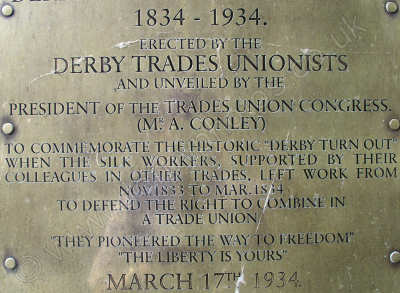 1834 - 1934.
ERECTED BY THE
DERBY TRADES UNIONISTS
AND UNVEILED BY THE
PRESIDENT OF THE TRADES UNION CONGRESS.
(MR A. CONLEY)
TO COMMEMORATE THE HISTORIC "DERBY TURN OUT"
WHEN THE SILK WORKERS, SUPPORTED BY THEIR
COLLEAGUES IN OTHER TRADES, LEFT WORK FROM
NOV.1833 TO MAR.1834
TO DEFEND THE RIGHT TO COMBINE IN
A TRADE UNION
"THEY PIONEERED THE WAY TO FREEDOM"
"THE LIBERTY IS YOURS"
MARCH 17TH 1934.